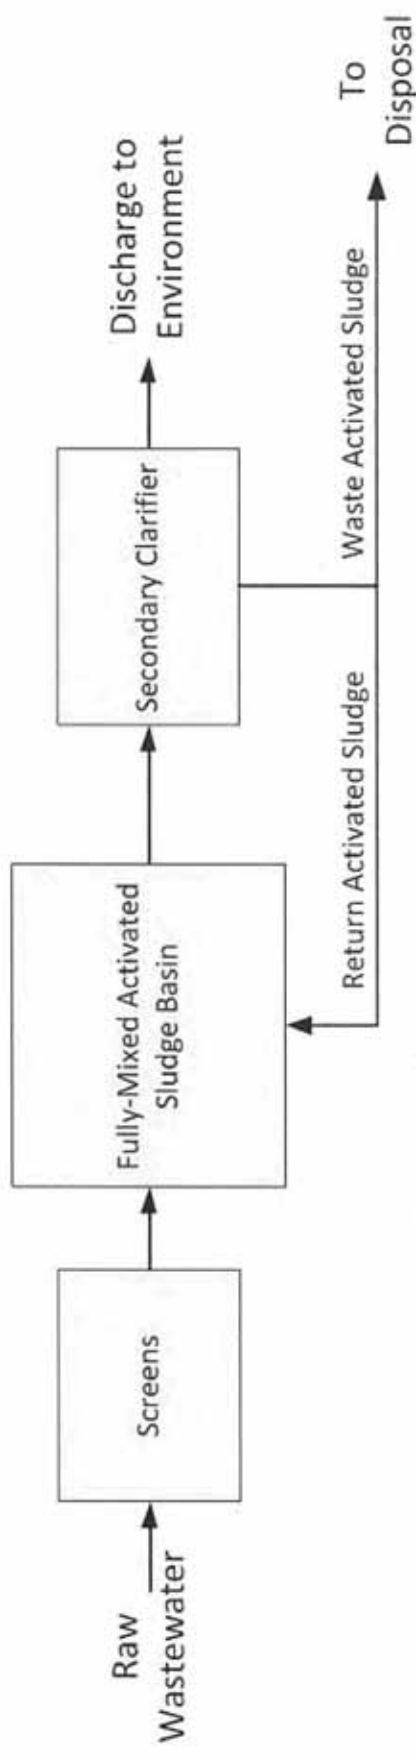 Raw
Wastewater
Screens
Fully-Mixed Activated
Sludge Basin
Secondary Clarifier
Discharge to
Environment
Return Activated Sludge
Waste Activated Sludge
To
Disposal